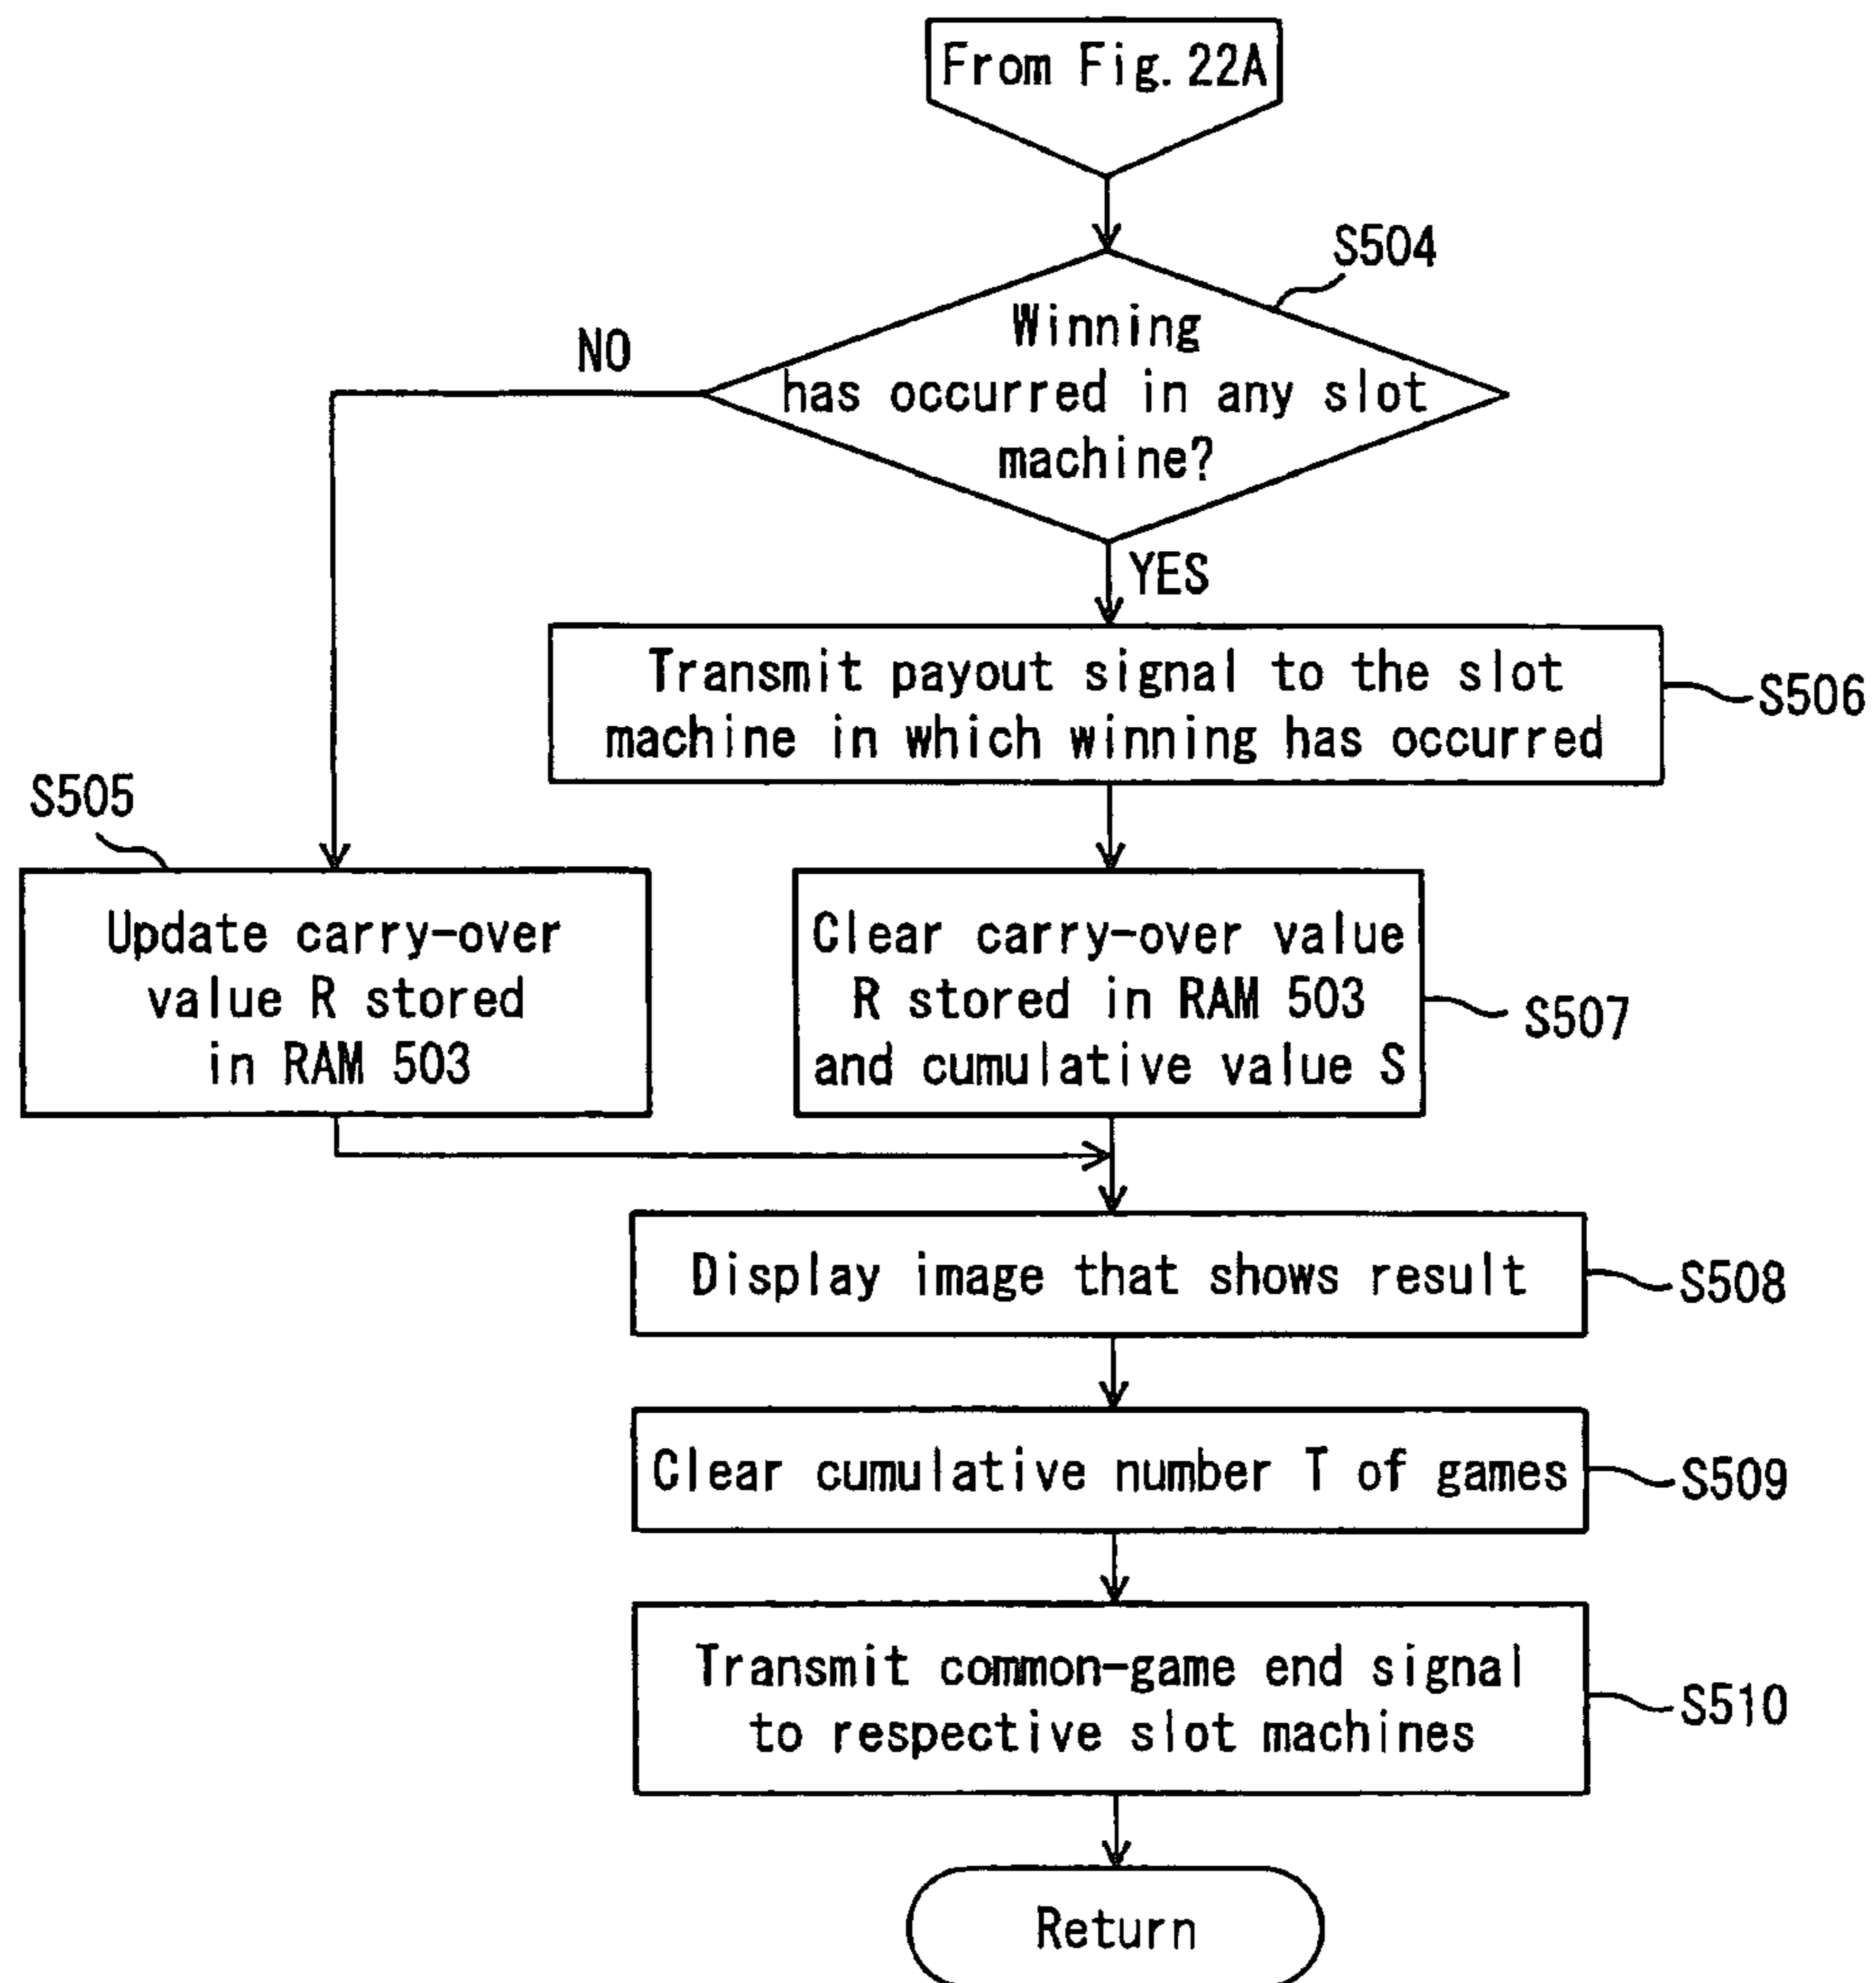 From Fig. 22A
S504
Winning
has occurred in any slot
machine?
NO
YES
Transmit payout signal to the slot
machine in which winning has occurred
S506
S505
Update carry-over
value R stored
in RAM 503
Clear carry-over value
R stored in RAM 503
and cumulative value S
S507
Display image that shows result
S508
Clear cumulative number T of games
S509
Transmit common-game end signal
to respective slot machines
S510
Return